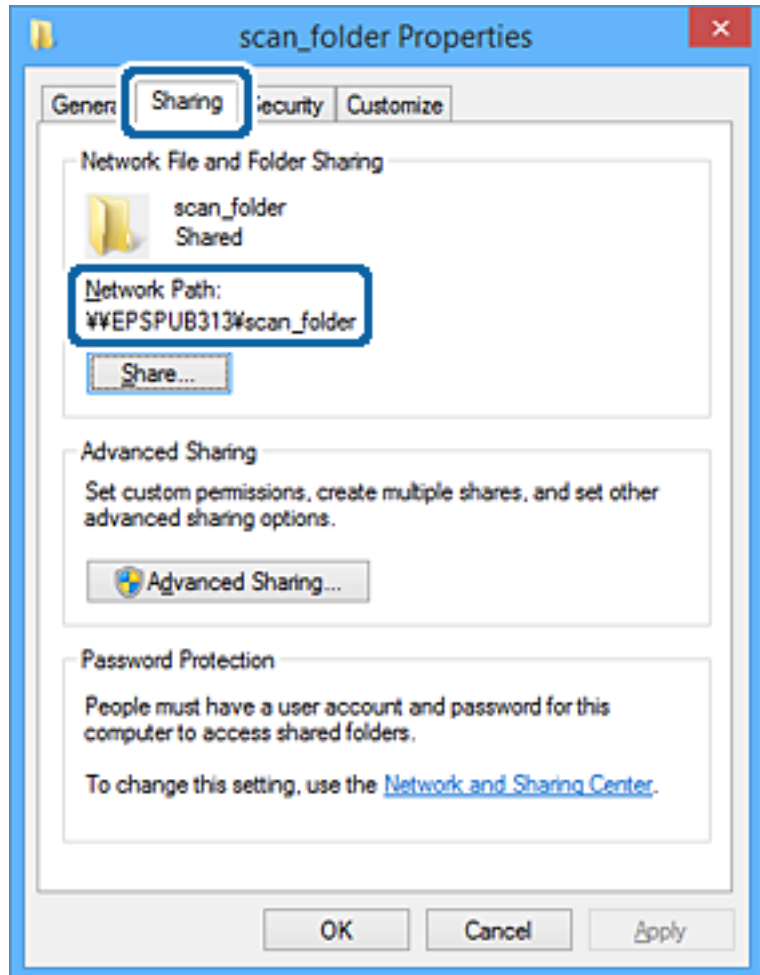 scan_folder Properties
Sharing
Customize
Network File and Folder Sharing
scan_folder
Shared
Network Path:
¥¥EPSPUB313¥scan_folder
Share...
Advanced Sharing
Set custom permissions, create multiple shares, and set other
advanced sharing options.
Advanced Sharing...
Password Protection
People must have a user account and password for this
computer to access shared folders.
To change this setting, use the Network and Sharing Center.
OK Cancel Apply